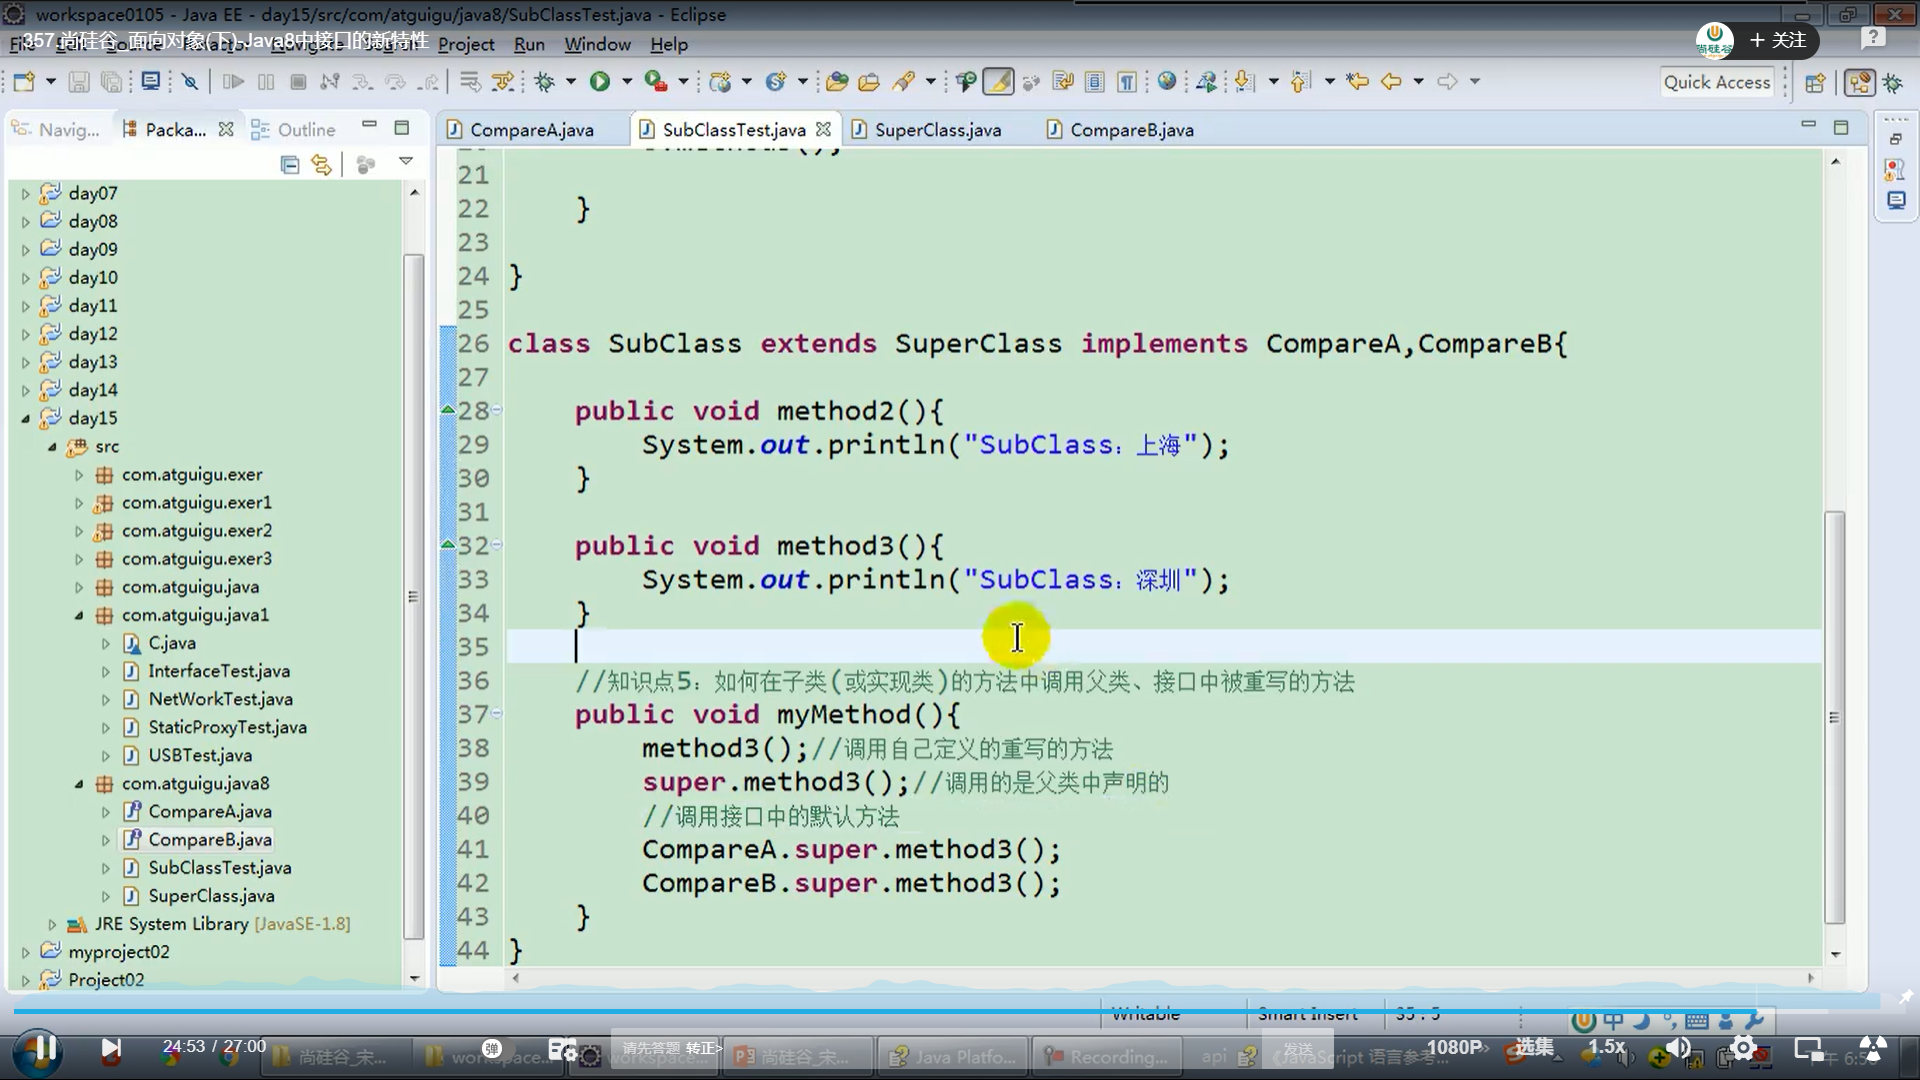 workspace0105 - Java EE - day15/src/com/atguigu/java8/SubClassTest.java - Eclipse
357.尚硅谷_面向对象(下)-Java8中接口的新特性
Project Run Window Help
尚硅谷
+ 关注
Quick Access
Navig...
Packa...
Outline
CompareA.java
SubClassTest.java
SuperClass.java
CompareB.java
day07
day08
day09
day10
day11
day12
day13
day14
day15
src
com.atguigu.exer
com.atguigu.exer1
com.atguigu.exer2
com.atguigu.exer3
com.atguigu.java
com.atguigu.java1
C.java
InterfaceTest.java
NetWorkTest.java
StaticProxyTest.java
USBTest.java
com.atguigu.java8
CompareA.java
CompareB.java
SubClassTest.java
SuperClass.java
JRE System Library [JavaSE-1.8]
myproject02
Project02
21
22 }
23
24 }
25
26 class SubClass extends SuperClass implements CompareA,CompareB{
27
28 public void method2(){
29 System.out.println("SubClass：上海");
30 }
31
32 public void method3(){
33 System.out.println("SubClass：深圳");
34 }
35
36 //知识点5：如何在子类(或实现类)的方法中调用父类、接口中被重写的方法
37 public void myMethod(){
38 method3();//调用自己定义的重写的方法
39 super.method3();//调用的是父类中声明的
40 //调用接口中的默认方法
41 CompareA.super.method3();
42 CompareB.super.method3();
43 }
44 }
Writable
Smart Insert
35 : 5
中
24:53 / 27:00
弹
尚硅谷_宋...
workspace...
workspace...
请先答题 转正>
尚硅谷_宋...
Java Platfo...
Recording...
api
发送
《JavaScript 语言参考...
1080P
选集
1.5x